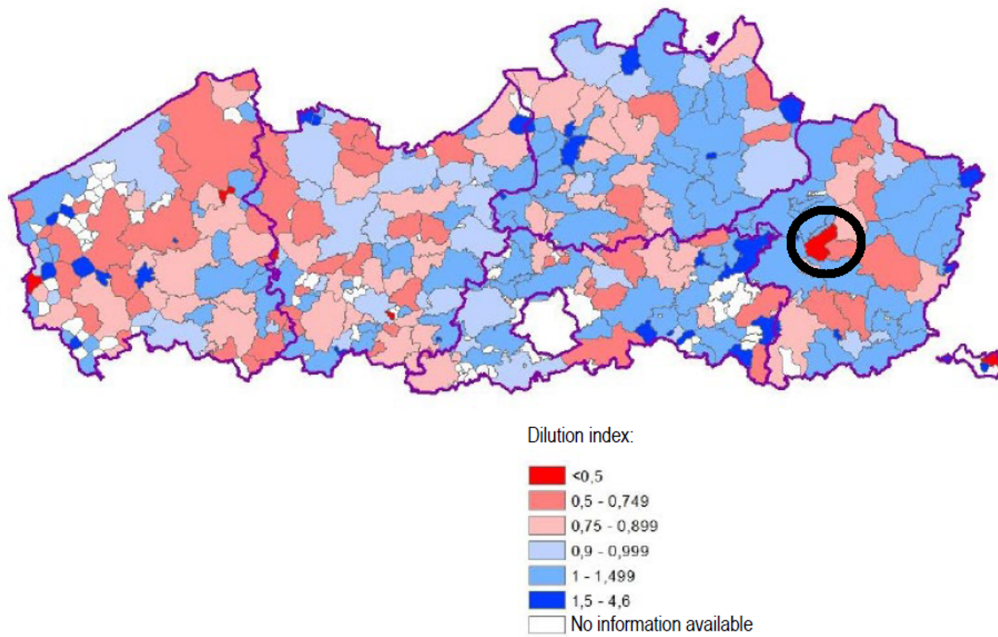 Dilution index:
<0,5
0,5 - 0,749
0,75 - 0,899
0,9 - 0,999
1 - 1,499
1,5 - 4,6
No information available